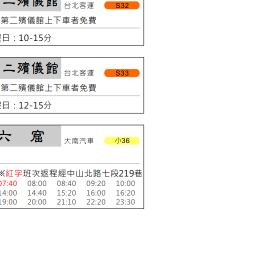 二殯儀館 台北客運 S32
第二殯儀館上下車者免費
日：10-15分
二殯儀館 台北客運 S33
第二殯儀館上下車者免費
日：12-15分
六 窟 大南汽車 小36
※紅字班次返程經中山北路七段219巷
07:40 08:00 08:40 09:20 10:00
14:00 14:40 15:20 16:00 16:20
19:00 20:00 21:10 22:20 23:30